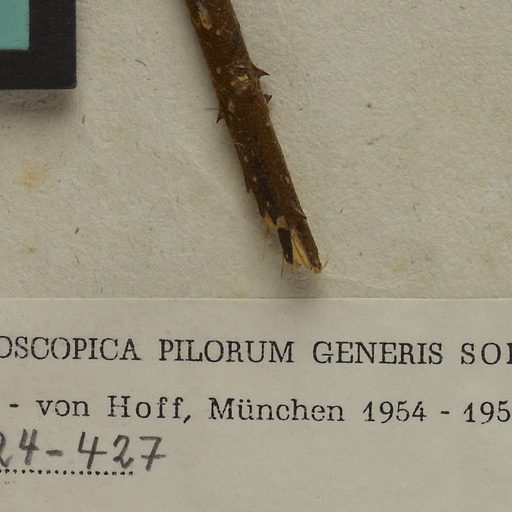 OSCOPICA PILORUM GENERIS SO
- von Hoff, München 1954 - 195
24-427